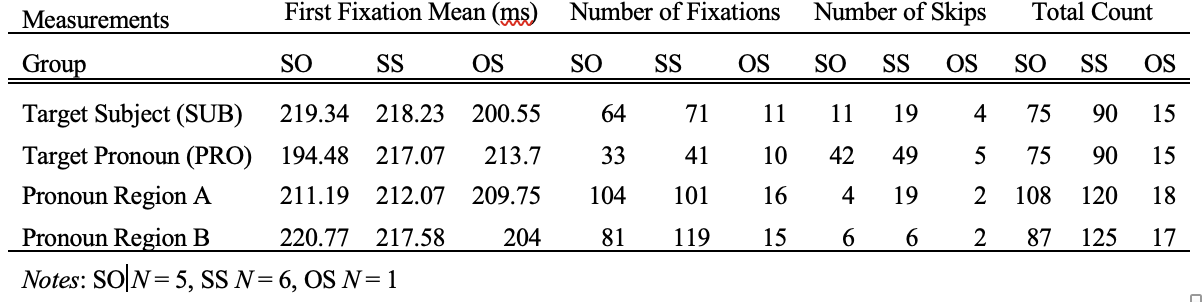 Measurements First Fixation Mean (ms) Number of Fixations Number of Skips Total Count
Group SO SS OS SO SS OS SO SS OS SO SS OS
Target Subject (SUB) 219.34 218.23 200.55 64 71 11 11 19 4 75 90 15
Target Pronoun (PRO) 194.48 217.07 213.7 33 41 10 42 49 5 75 90 15
Pronoun Region A 211.19 212.07 209.75 104 101 16 4 19 2 108 120 18
Pronoun Region B 220.77 217.58 204 81 119 15 6 6 2 87 125 17
Notes: SO N = 5, SS N = 6, OS N = 1